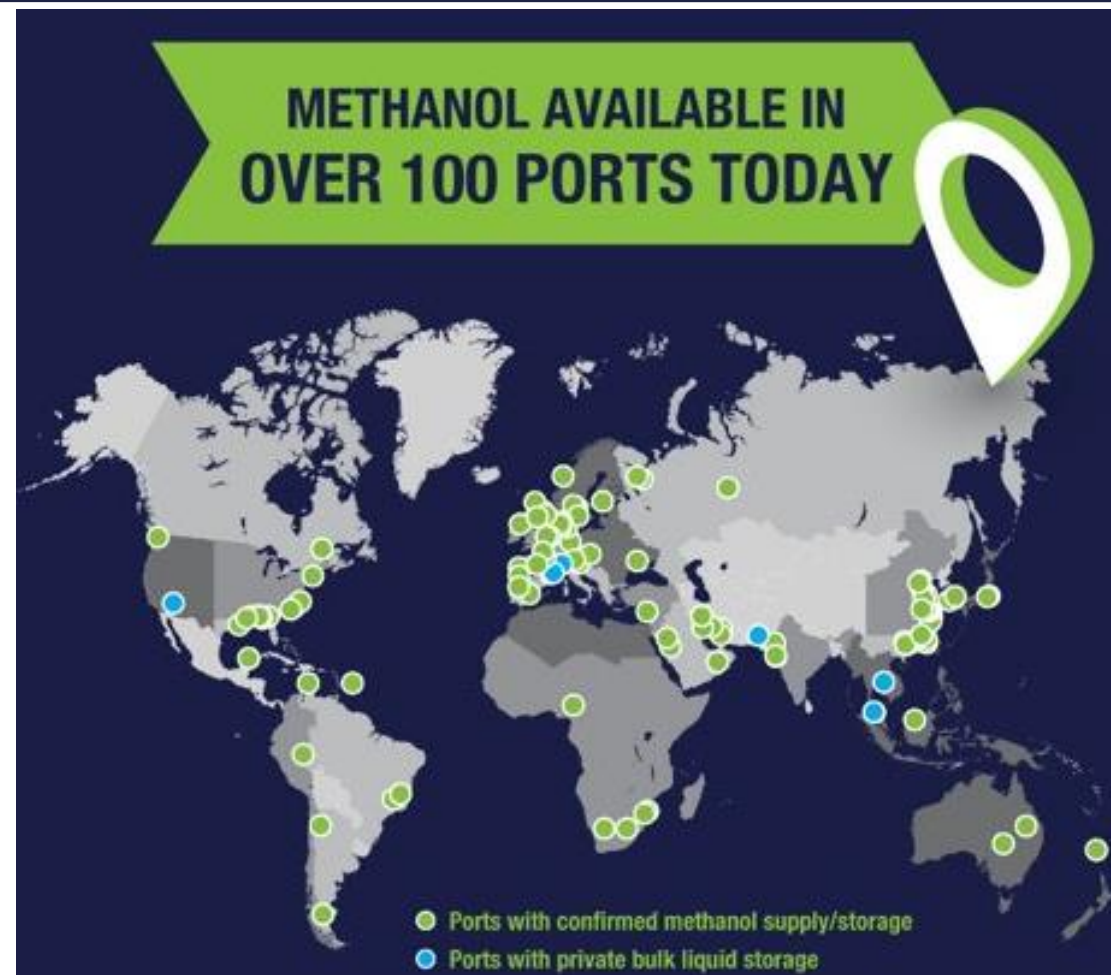 METHANOL AVAILABLE IN
OVER 100 PORTS TODAY
Ports with confirmed methanol supply/storage
Ports with private bulk liquid storage